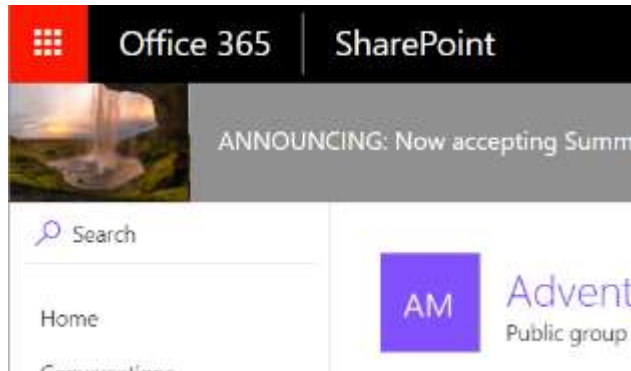 Office 365 SharePoint
ANNOUNCING: Now accepting Summ
Search
AM
Advent
Public group
Home